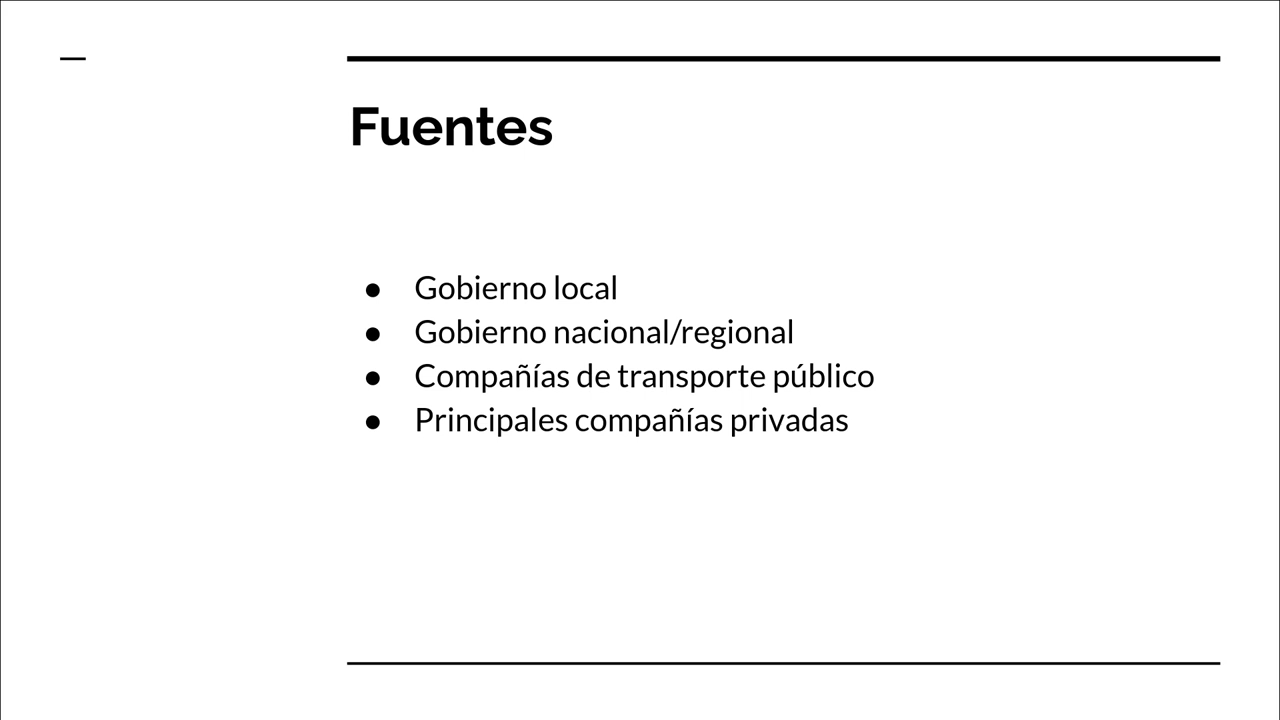 Fuentes
● Gobierno local
● Gobierno nacional/regional
● Compañías de transporte público
● Principales compañías privadas